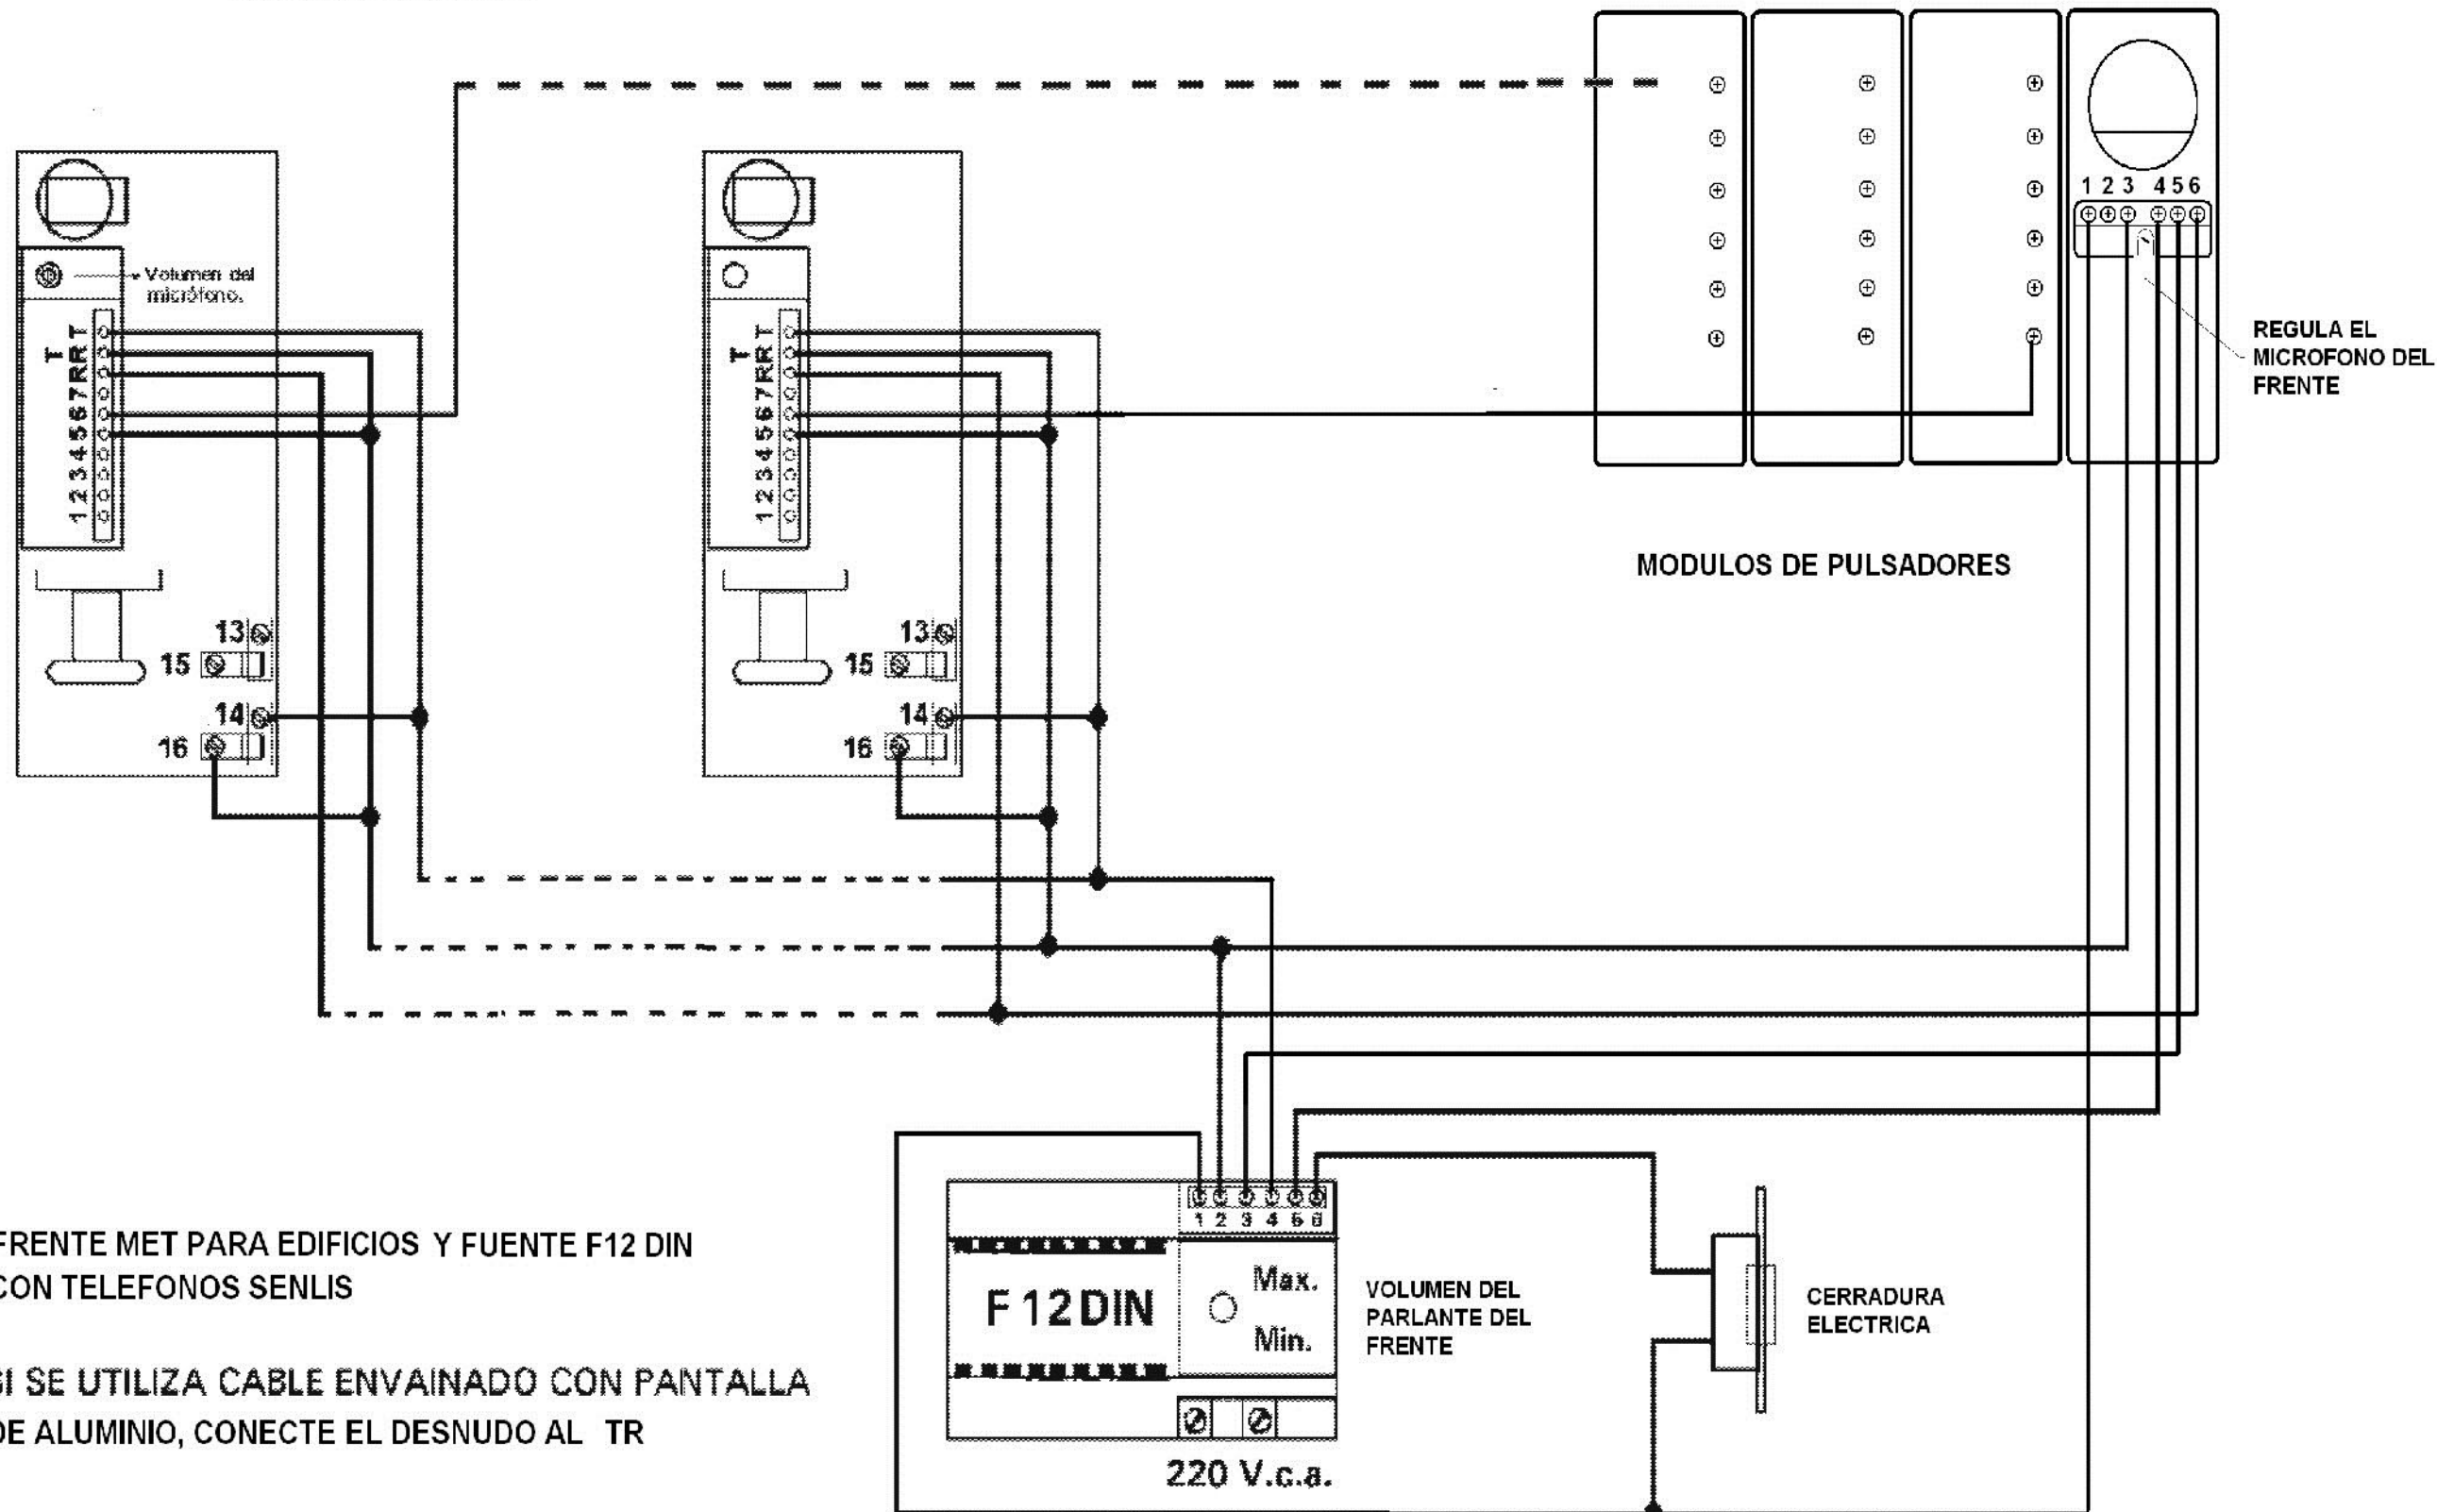 1 2 3 4 5 6
Volumen del
micrófono.
T
1 2 3 4 5 6 7 R R T
T
1 2 3 4 5 6 7 R R T
REGULA EL
MICROFONO DEL
FRENTE
MODULOS DE PULSADORES
13
15
14
16
13
15
14
16
1 2 3 4 5 6
FRENTE MET PARA EDIFICIOS Y FUENTE F12 DIN
CON TELEFONOS SENLIS
SI SE UTILIZA CABLE ENVAINADO CON PANTALLA
DE ALUMINIO, CONECTE EL DESNUDO AL TR
F 12 DIN
Max.
Min.
VOLUMEN DEL
PARLANTE DEL
FRENTE
CERRADURA
ELECTRICA
220 V.c.a.